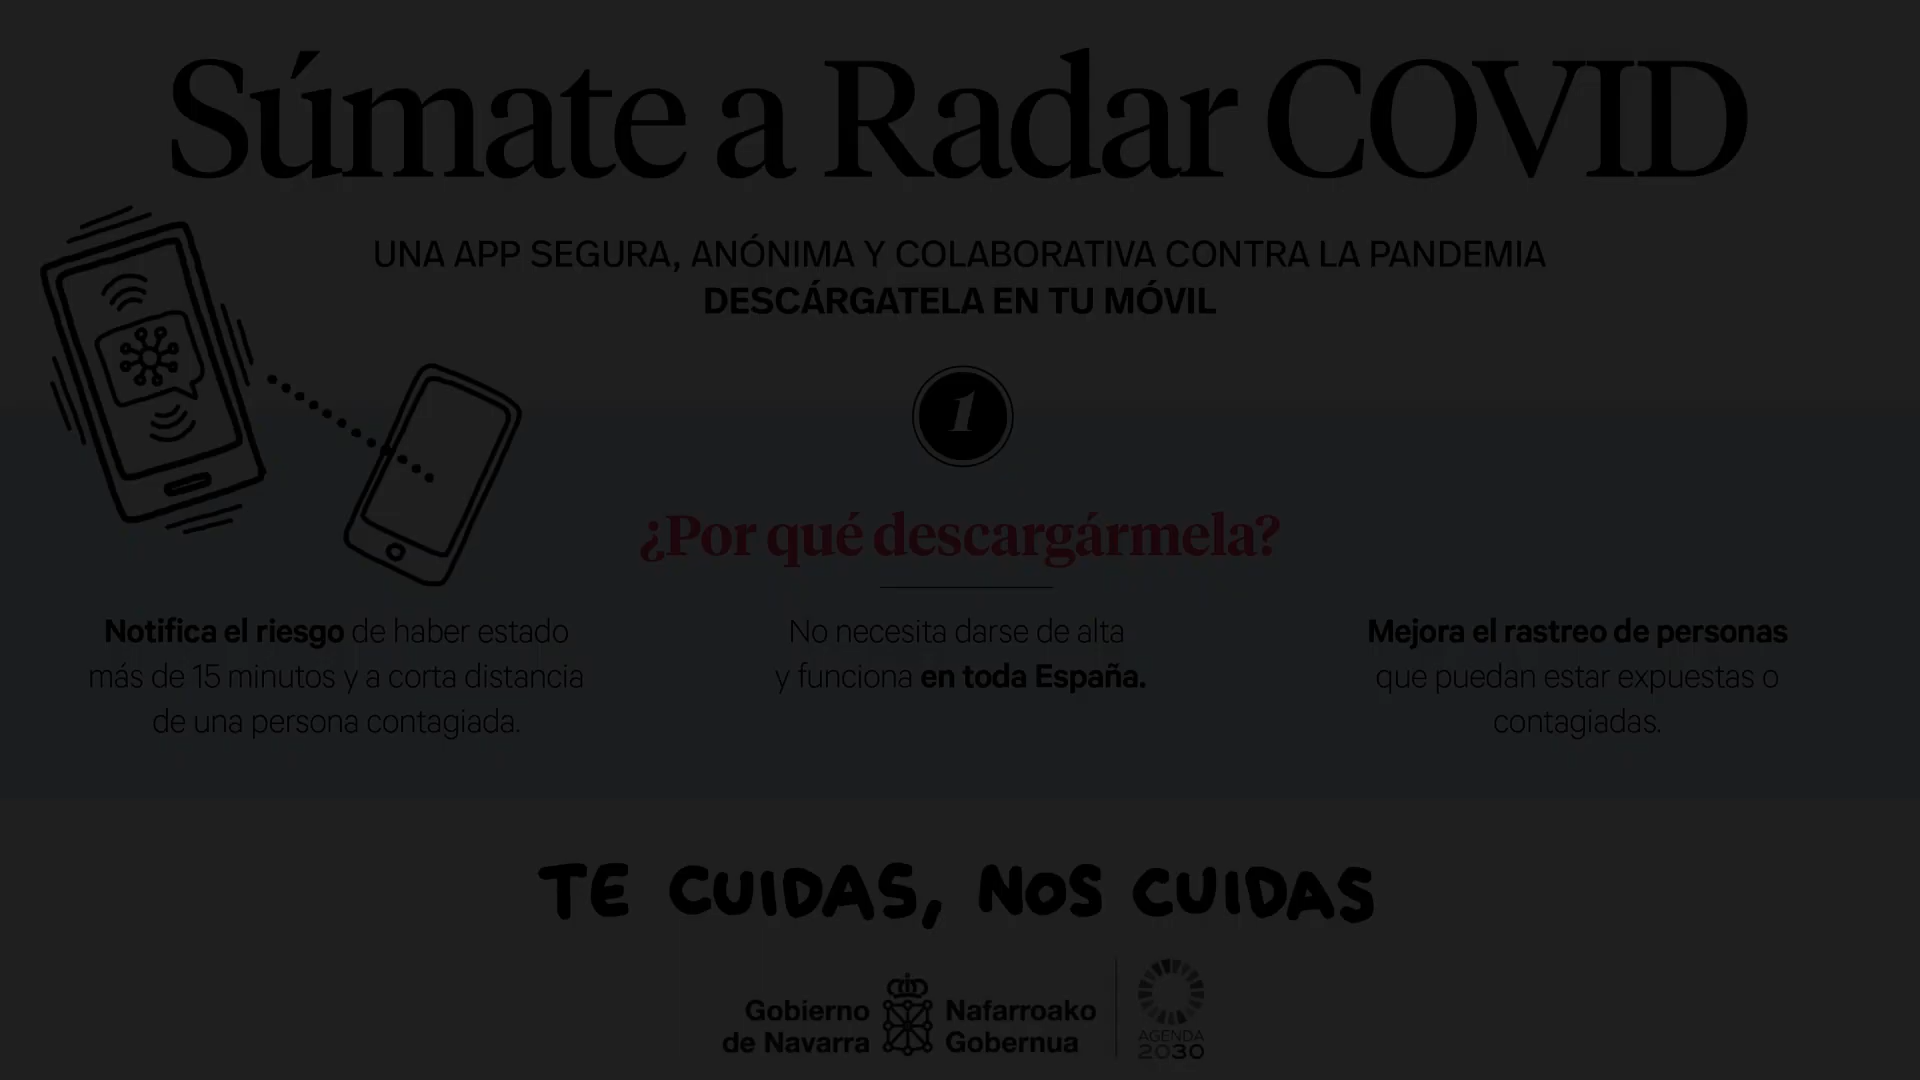 Súmate a Radar COVID
UNA APP SEGURA, ANÓNIMA Y COLABORATIVA CONTRA LA PANDEMIA
DESCÁRGATELA EN TU MÓVIL
1
¿Por qué descargármela?
Notifica el riesgo de haber estado
más de 15 minutos y a corta distancia
de una persona contagiada.
No necesita darse de alta
y funciona en toda España.
Mejora el rastreo de personas
que puedan estar expuestas o
contagiadas.
TE CUIDAS, NOS CUIDAS
Gobierno
de Navarra
Nafarroako
Gobernua
AGENDA
2030